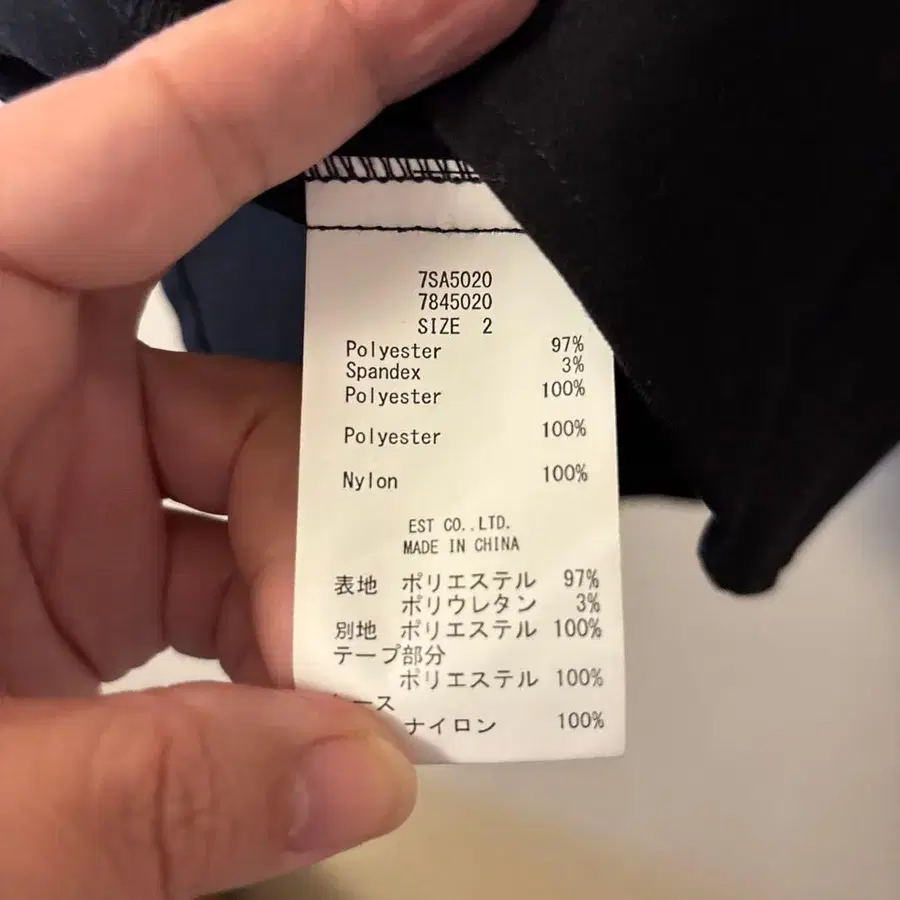 7SA5020
7845020
SIZE 2
Polyester 97%
Spandex 3%
Polyester 100%
Polyester 100%
Nylon 100%
EST CO.,LTD.
MADE IN CHINA
表地 ポリエステル 97%
ポリウレタン 3%
別地 ポリエステル 100%
テープ部分
ポリエステル 100%
ース
ナイロン 100%